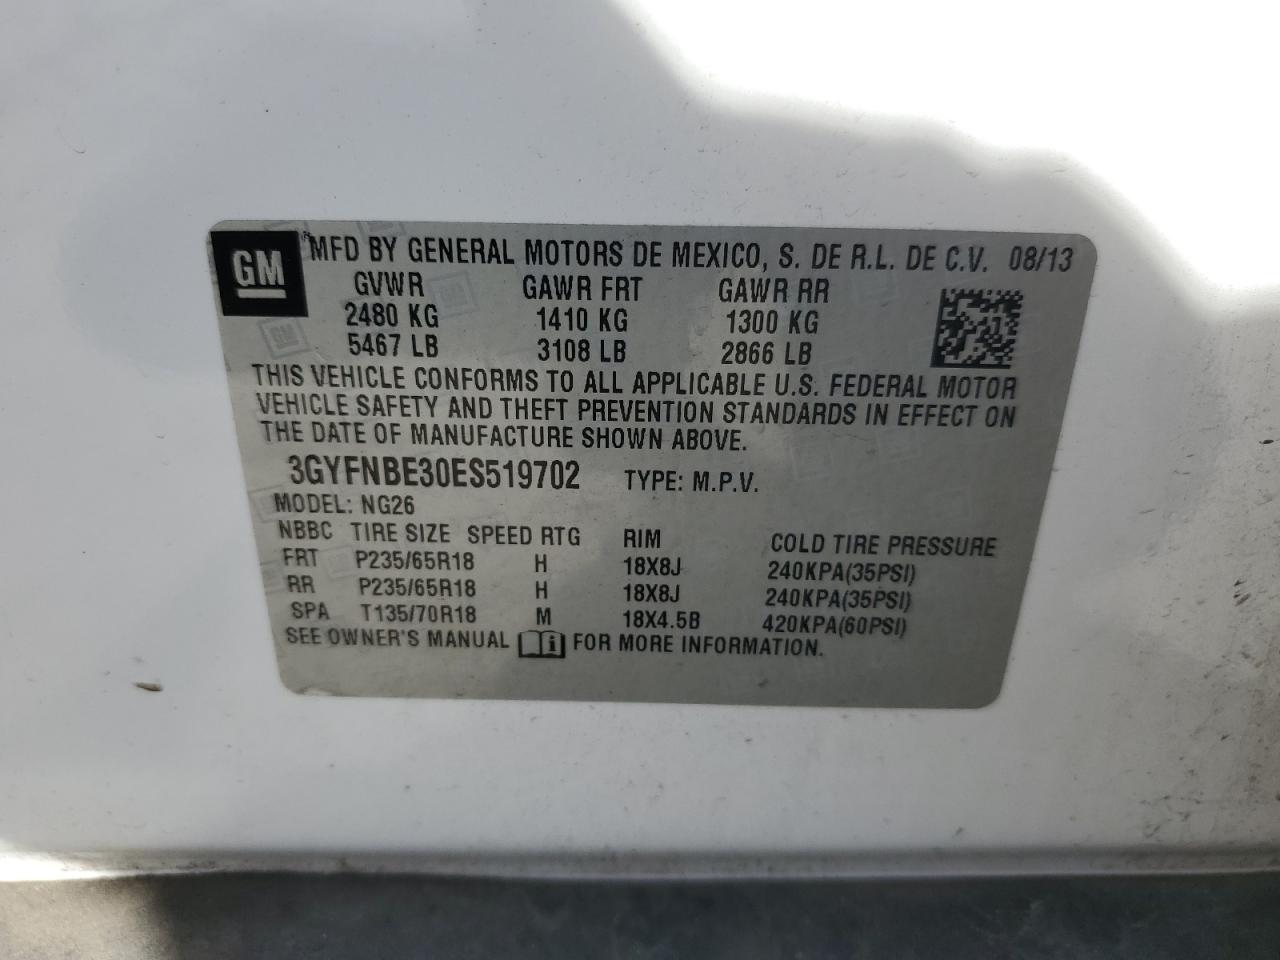 GM
MFD BY GENERAL MOTORS DE MEXICO, S. DE R.L. DE C.V. 08/13
GVWR GAWR FRT GAWR RR
2480 KG 1410 KG 1300 KG
5467 LB 3108 LB 2866 LB
THIS VEHICLE CONFORMS TO ALL APPLICABLE U.S. FEDERAL MOTOR
VEHICLE SAFETY AND THEFT PREVENTION STANDARDS IN EFFECT ON
THE DATE OF MANUFACTURE SHOWN ABOVE.
3GYFNBE30ES519702 TYPE: M.P.V.
MODEL: NG26
NBBC TIRE SIZE SPEED RTG RIM COLD TIRE PRESSURE
FRT P235/65R18 H 18X8J 240KPA(35PSI)
RR P235/65R18 H 18X8J 240KPA(35PSI)
SPA T135/70R18 M 18X4.5B 420KPA(60PSI)
SEE OWNER'S MANUAL i FOR MORE INFORMATION.